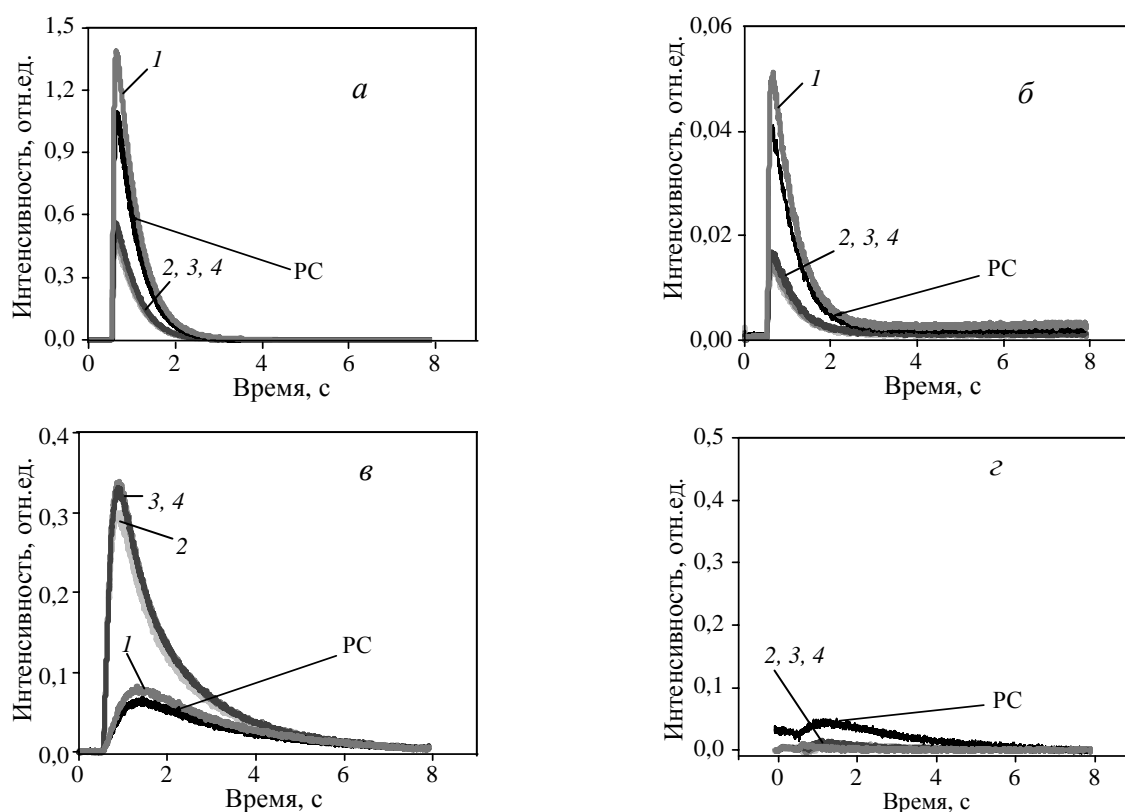 Интенсивность, отн.ед.
1,5
1,2
0,9
0,6
0,3
0,0
1
а
РС
2, 3, 4
0 2 4 6 8
Время, с
Интенсивность, отн.ед.
0,06
0,04
0,02
0,00
1
б
2, 3, 4
РС
0 2 4 6 8
Время, с
Интенсивность, отн.ед.
0,4
0,3
0,2
0,1
0,0
в
3, 4
2
1
РС
0 2 4 6 8
Время, с
Интенсивность, отн.ед.
0,5
0,4
0,3
0,2
0,1
0,0
г
2, 3, 4
РС
0 2 4 6 8
Время, с